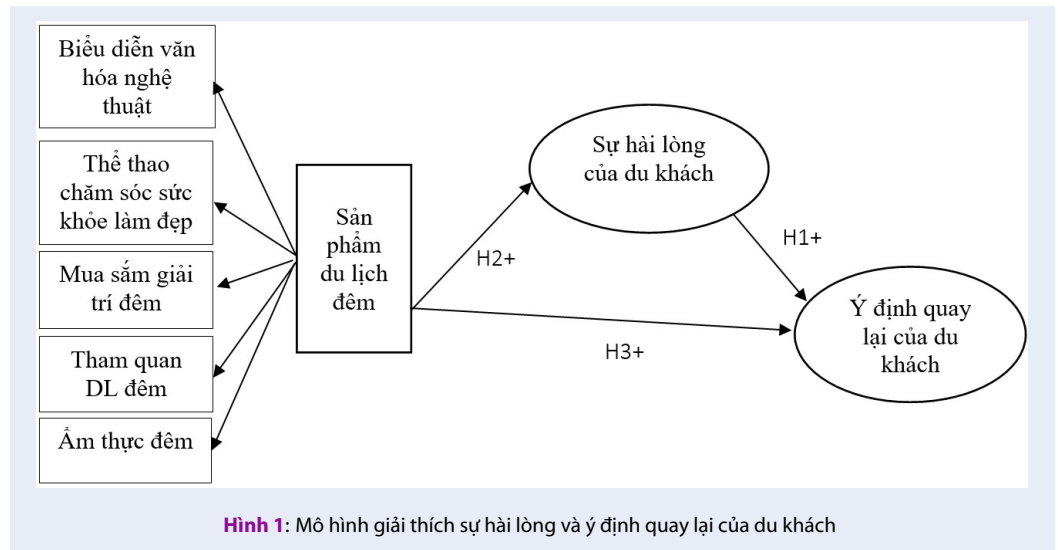 Biểu diễn văn
hóa nghệ
thuật
Thể thao
chăm sóc sức
khỏe làm đẹp
Mua sắm giải
trí đêm
Tham quan
DL đêm
Ẩm thực đêm
Sản
phẩm
du lịch
đêm
Sự hài lòng
của du khách
H2+
H1+
H3+
Ý định quay
lại của du
khách
Hình 1: Mô hình giải thích sự hài lòng và ý định quay lại của du khách